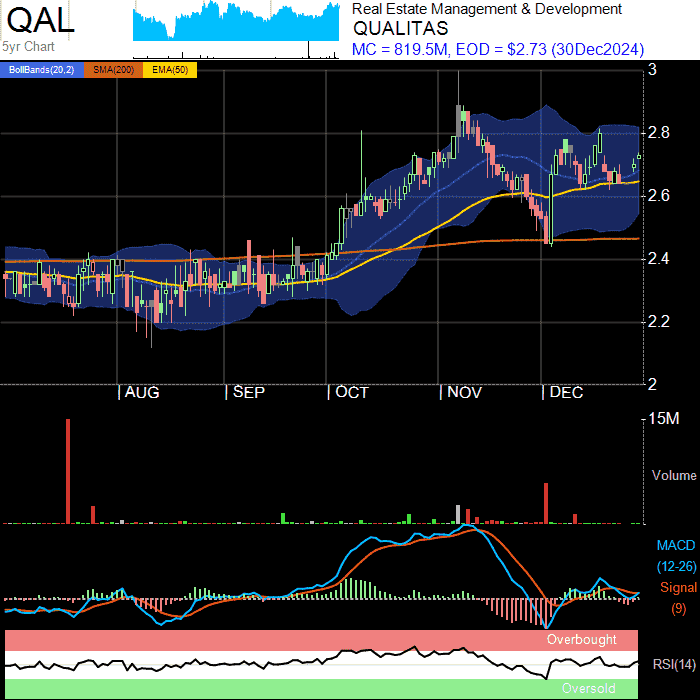 QAL
5yr Chart
Real Estate Management & Development
QUALITAS
MC = 819.5M, EOD = $2.73 (30Dec2024)
BollBands(20,2) SMA(200) EMA(50)
3
2.8
2.6
2.4
2.2
2
AUG SEP OCT NOV DEC
15M
Volume
MACD
(12-26)
Signal
(9)
Overbought
RSI(14)
Oversold